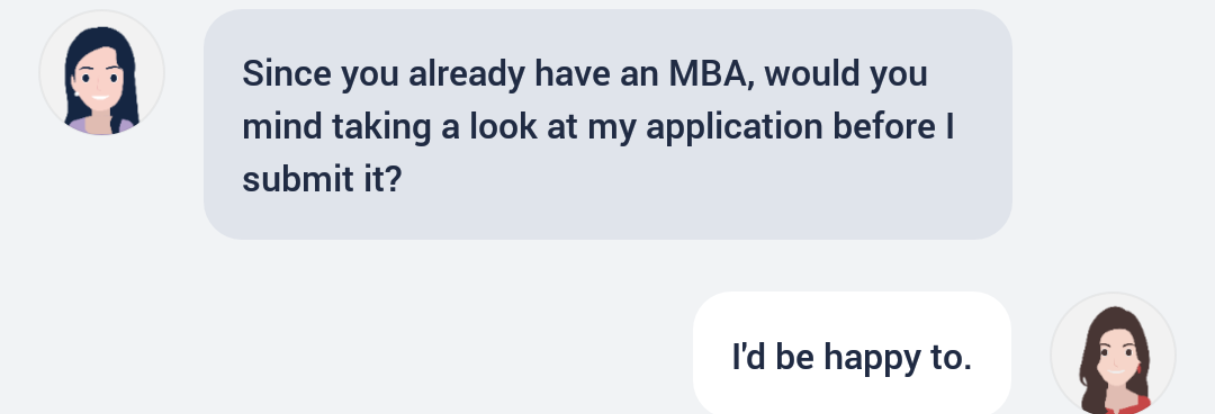 Since you already have an MBA, would you
mind taking a look at my application before I
submit it?
I'd be happy to.